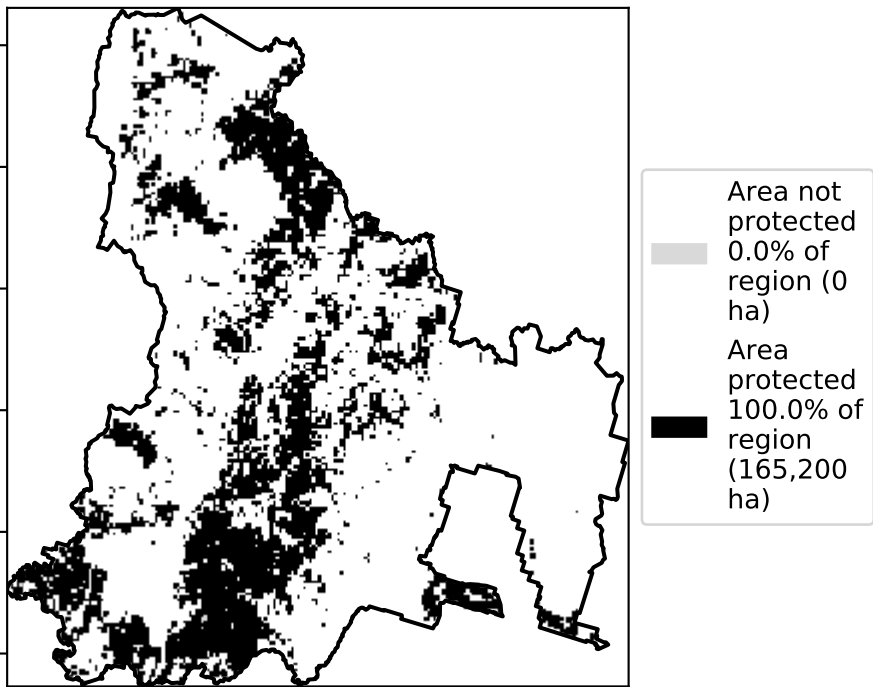 Area not
protected
0.0% of
region (0
ha)
Area
protected
100.0% of
region
(165,200
ha)